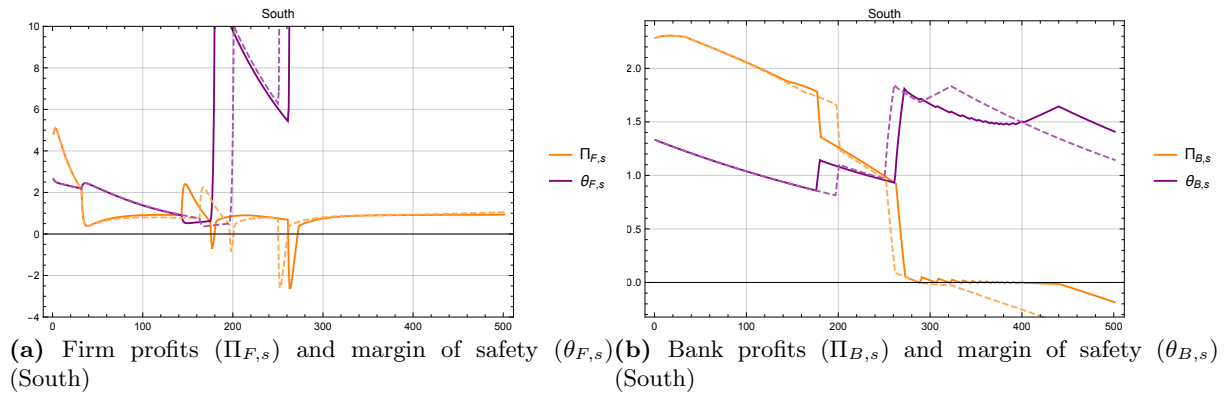 South
10
8
6
4
2
0
−2
−4
0
100
200
300
400
500
Π_{F,s}
θ_{F,s}
(a) Firm profits (Π_{F,s}) and margin of safety (θ_{F,s})
(South)
South
2.0
1.5
1.0
0.5
0.0
0
100
200
300
400
500
Π_{B,s}
θ_{B,s}
(b) Bank profits (Π_{B,s}) and margin of safety (θ_{B,s})
(South)